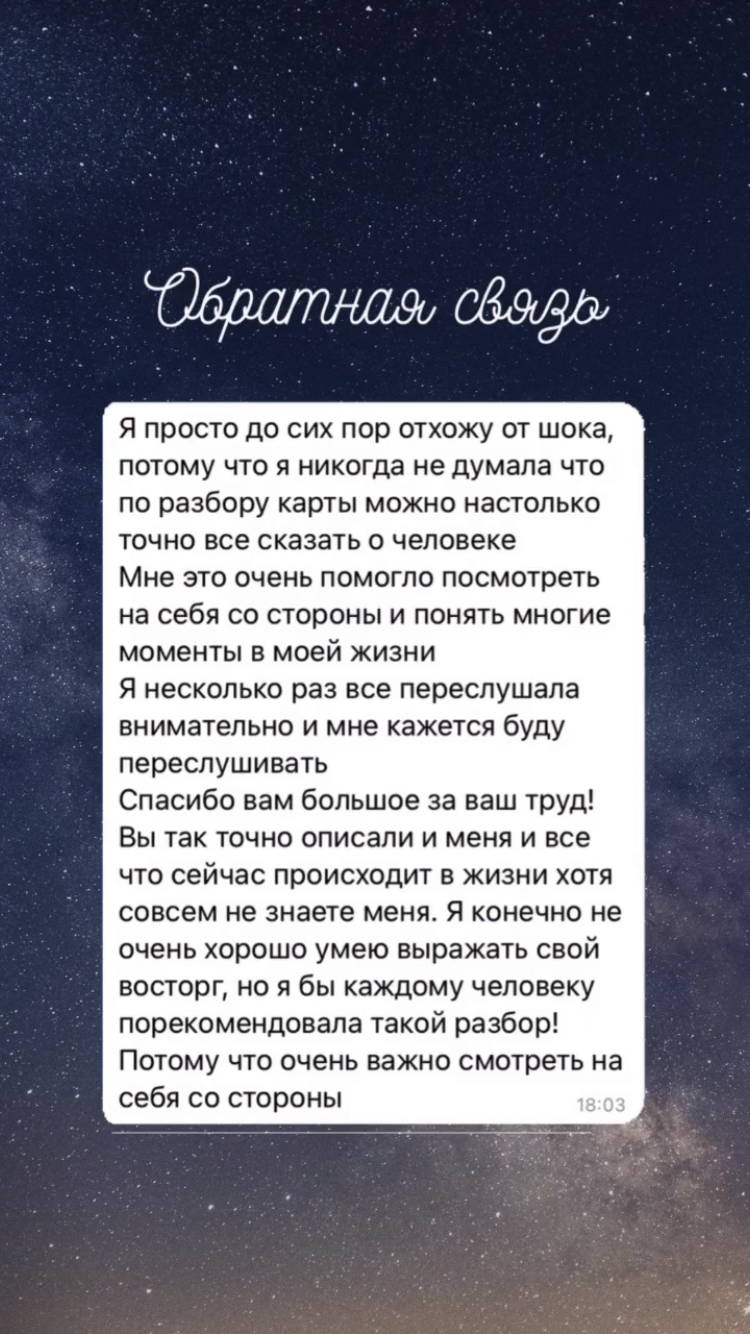 Обратная связь
Я просто до сих пор отхожу от шока,
потому что я никогда не думала что
по разбору карты можно настолько
точно все сказать о человеке
Мне это очень помогло посмотреть
на себя со стороны и понять многие
моменты в моей жизни
Я несколько раз все переслушала
внимательно и мне кажется буду
переслушивать
Спасибо вам большое за ваш труд!
Вы так точно описали и меня и все
что сейчас происходит в жизни хотя
совсем не знаете меня. Я конечно не
очень хорошо умею выражать свой
восторг, но я бы каждому человеку
порекомендовала такой разбор!
Потому что очень важно смотреть на
себя со стороны
18:03